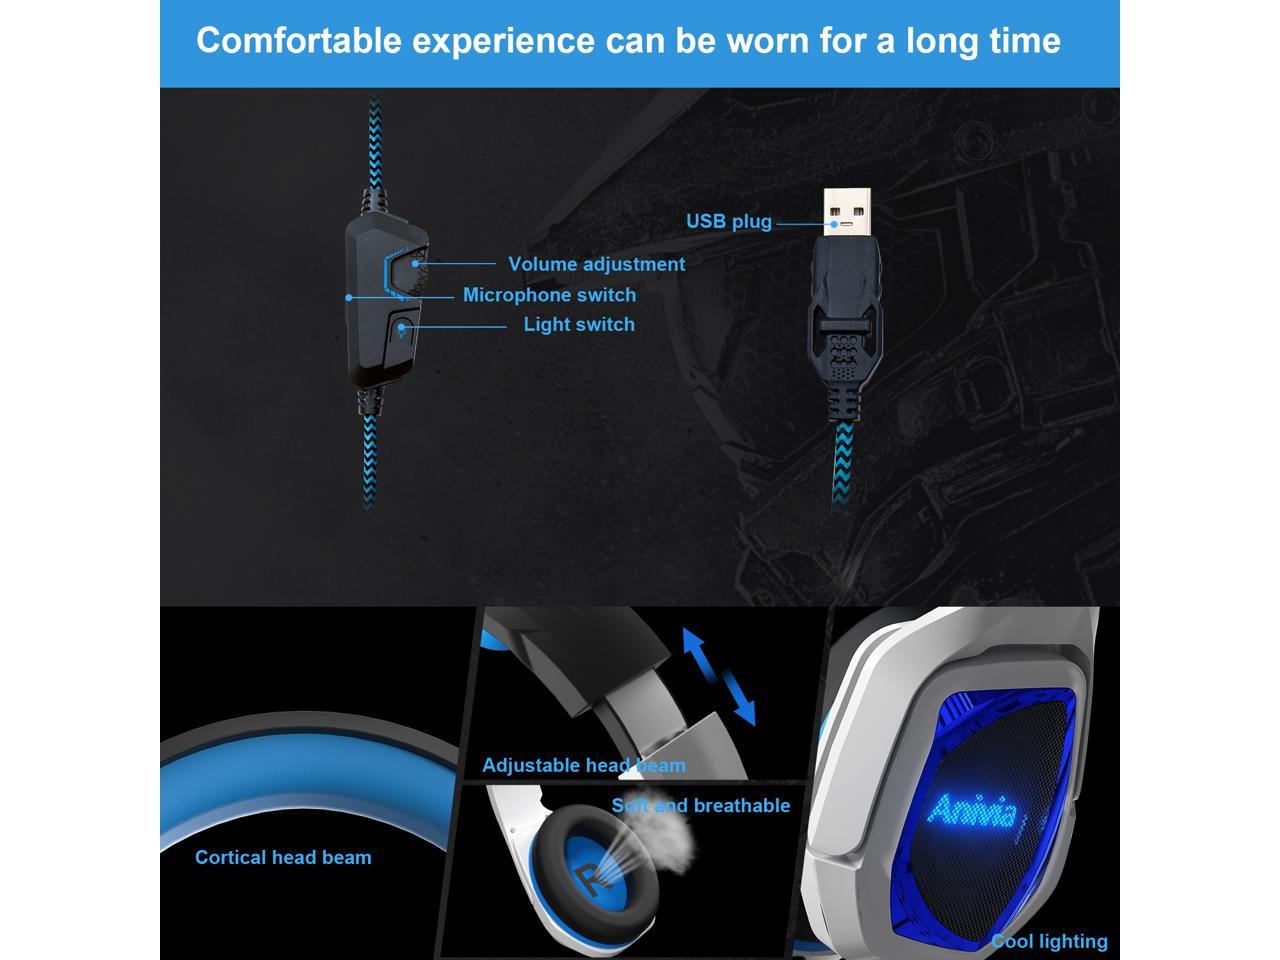 Comfortable experience can be worn for a long time
USB plug
Volume adjustment
Microphone switch
Light switch
Adjustable head beam
Soft and breathable
R
Cortical head beam
Anivia
Cool lighting